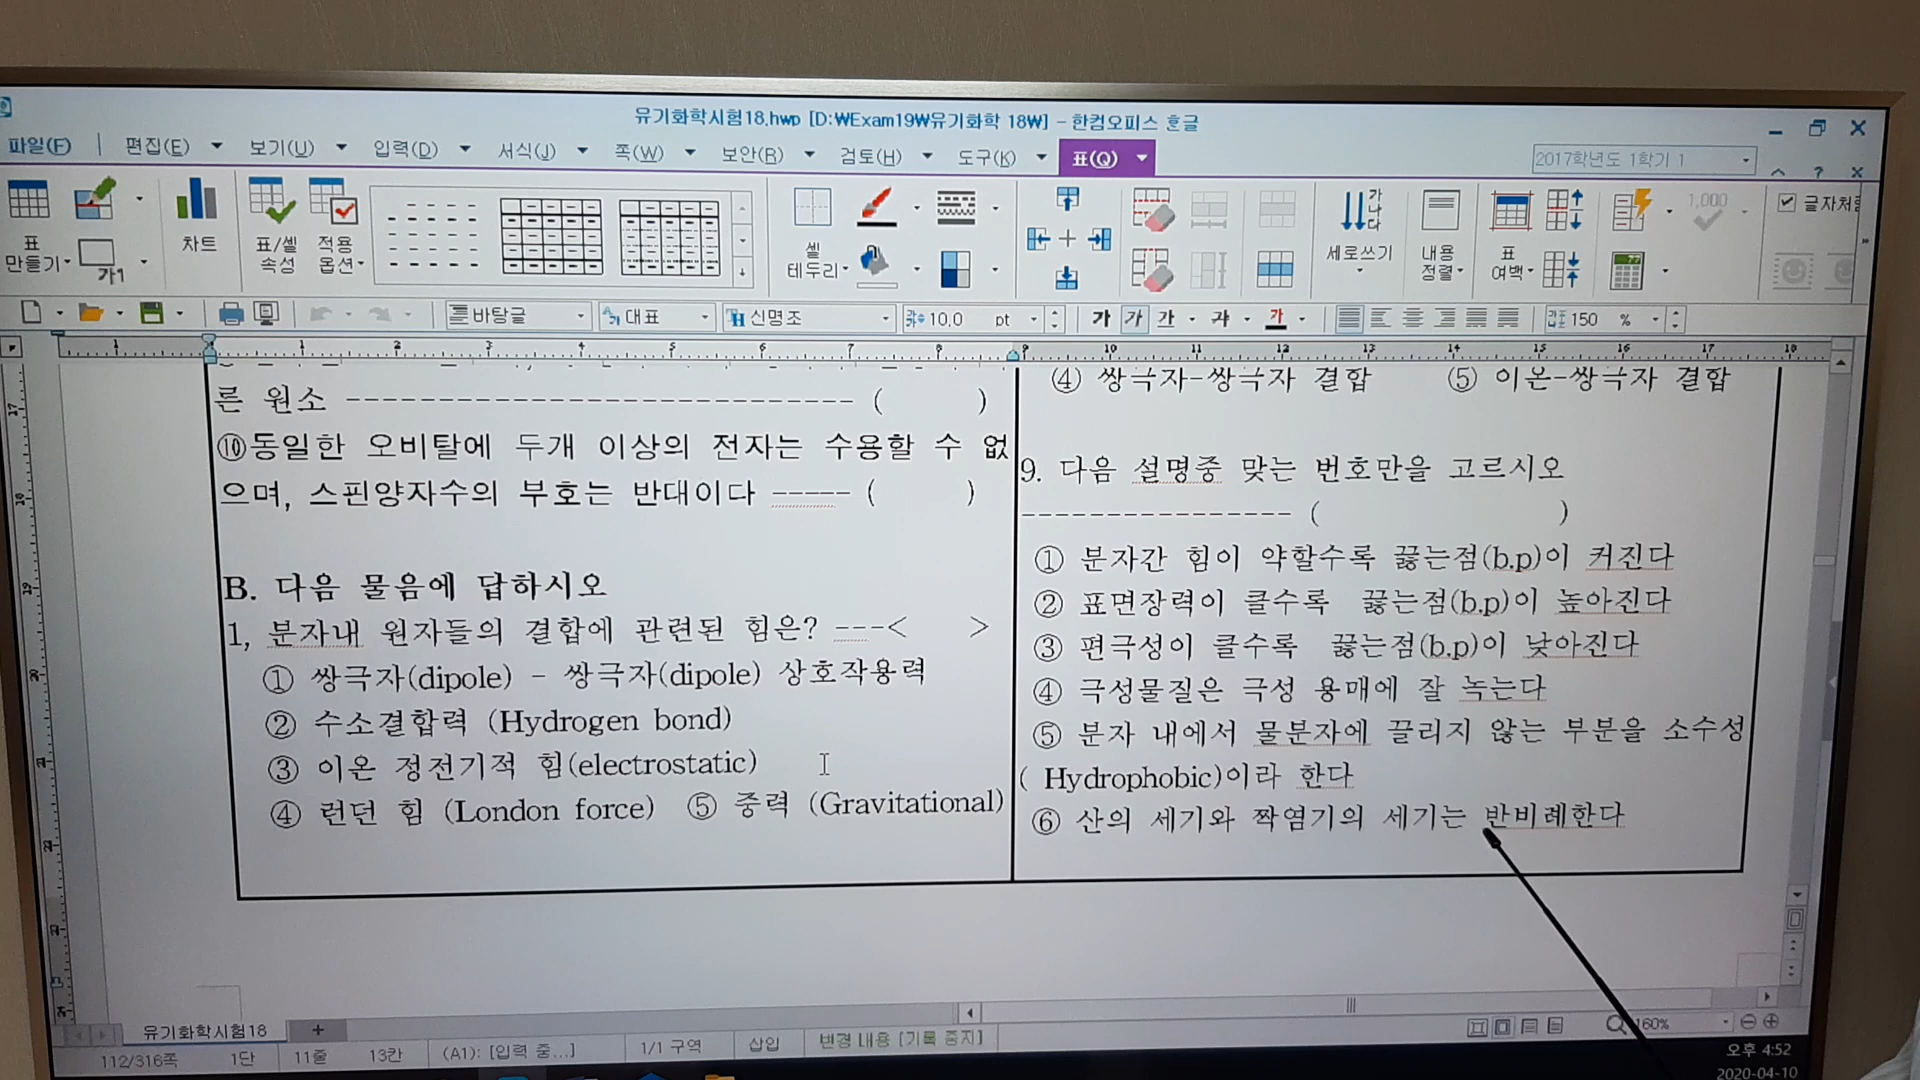 유기화학시험18.hwp [D:₩Exam19₩유기화학 18₩] - 한컴오피스 한글
파일(F) 편집(E) 보기(U) 입력(D) 서식(J) 쪽(W) 보안(R) 검토(H) 도구(K) 표(Q)
2017학년도 1학기 1
표 만들기
가1
차트
표/셀 속성
적용 옵션
셀 테두리
세로쓰기
내용 정렬
표 여백
1,000
글자처럼
바탕글 대표 신명조 10.0 pt 가 가 가 가 가 150 %
른 원소 ---------------------------- ( )
⑩동일한 오비탈에 두개 이상의 전자는 수용할 수 없
으며, 스핀양자수의 부호는 반대이다 ----- ( )
B. 다음 물음에 답하시오
1, 분자내 원자들의 결합에 관련된 힘은? ---< >
① 쌍극자(dipole) - 쌍극자(dipole) 상호작용력
② 수소결합력 (Hydrogen bond)
③ 이온 정전기적 힘(electrostatic)
④ 런던 힘 (London force) ⑤ 중력 (Gravitational)
④ 쌍극자-쌍극자 결합 ⑤ 이온-쌍극자 결합
9. 다음 설명중 맞는 번호만을 고르시오
---------------- ( )
① 분자간 힘이 약할수록 끓는점(b.p)이 커진다
② 표면장력이 클수록 끓는점(b.p)이 높아진다
③ 편극성이 클수록 끓는점(b.p)이 낮아진다
④ 극성물질은 극성 용매에 잘 녹는다
⑤ 분자 내에서 물분자에 끌리지 않는 부분을 소수성
( Hydrophobic)이라 한다
⑥ 산의 세기와 짝염기의 세기는 반비례한다
유기화학시험18
112/316쪽 1단 11줄 13칸 (A1): [입력 중...] 1/1 구역 삽입 변경 내용 [기록 중지]
160%
오후 4:52
2020-04-10